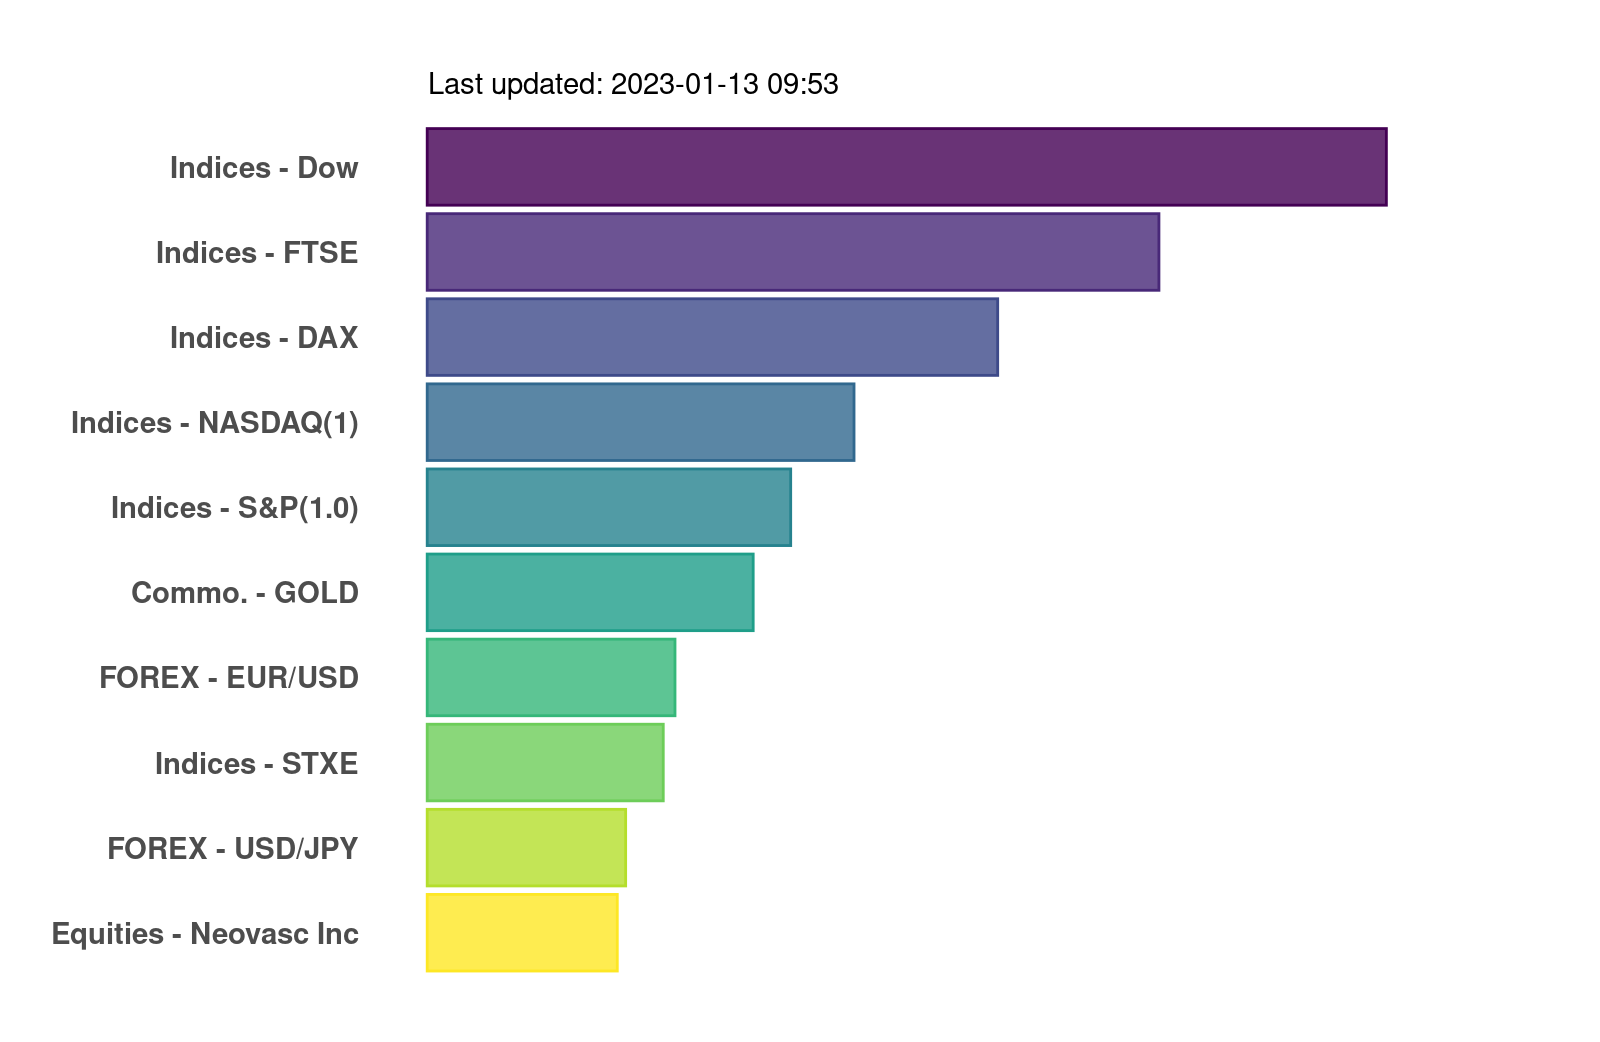 Last updated: 2023-01-13 09:53
Indices - Dow
Indices - FTSE
Indices - DAX
Indices - NASDAQ(1)
Indices - S&P(1.0)
Commo. - GOLD
FOREX - EUR/USD
Indices - STXE
FOREX - USD/JPY
Equities - Neovasc Inc